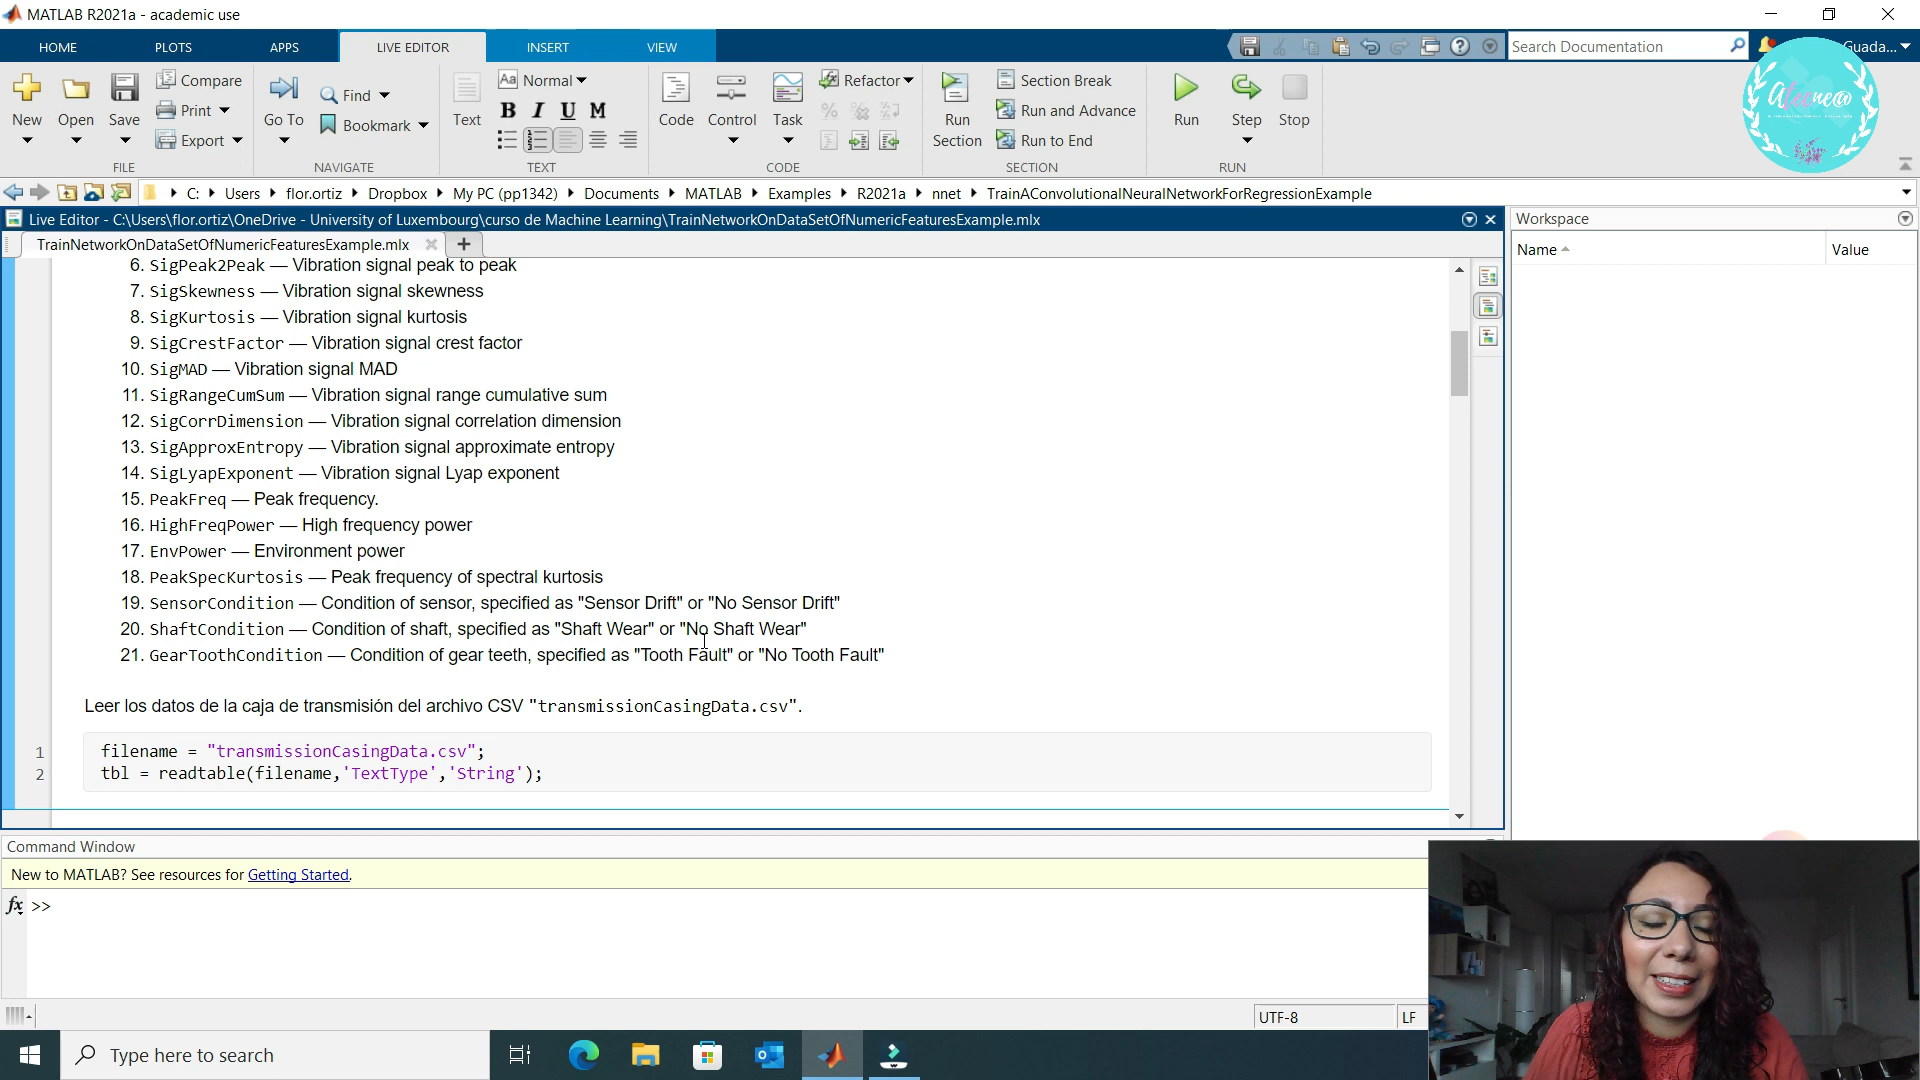 MATLAB R2021a - academic use
HOME PLOTS APPS LIVE EDITOR INSERT VIEW
Search Documentation
Guada...
New Open Save Compare Print Export
Go To Find Bookmark
Text Aa Normal B I U M
Code Control Task Refactor
Run Section Section Break Run and Advance Run to End
Run Step Stop
FILE NAVIGATE TEXT CODE SECTION RUN
C: Users flor.ortiz Dropbox My PC (pp1342) Documents MATLAB Examples R2021a nnet TrainAConvolutionalNeuralNetworkForRegressionExample
Live Editor - C:\Users\flor.ortiz\OneDrive - University of Luxembourg\curso de Machine Learning\TrainNetworkOnDataSetOfNumericFeaturesExample.mlx
Workspace
TrainNetworkOnDataSetOfNumericFeaturesExample.mlx
Name Value
6. SigPeak2Peak — Vibration signal peak to peak
7. SigSkewness — Vibration signal skewness
8. SigKurtosis — Vibration signal kurtosis
9. SigCrestFactor — Vibration signal crest factor
10. SigMAD — Vibration signal MAD
11. SigRangeCumSum — Vibration signal range cumulative sum
12. SigCorrDimension — Vibration signal correlation dimension
13. SigApproxEntropy — Vibration signal approximate entropy
14. SigLyapExponent — Vibration signal Lyap exponent
15. PeakFreq — Peak frequency.
16. HighFreqPower — High frequency power
17. EnvPower — Environment power
18. PeakSpecKurtosis — Peak frequency of spectral kurtosis
19. SensorCondition — Condition of sensor, specified as "Sensor Drift" or "No Sensor Drift"
20. ShaftCondition — Condition of shaft, specified as "Shaft Wear" or "No Shaft Wear"
21. GearToothCondition — Condition of gear teeth, specified as "Tooth Fault" or "No Tooth Fault"
Leer los datos de la caja de transmisión del archivo CSV "transmissionCasingData.csv".
1 filename = "transmissionCasingData.csv";
2 tbl = readtable(filename,'TextType','String');
Command Window
New to MATLAB? See resources for Getting Started.
fx >>
UTF-8 LF
Type here to search